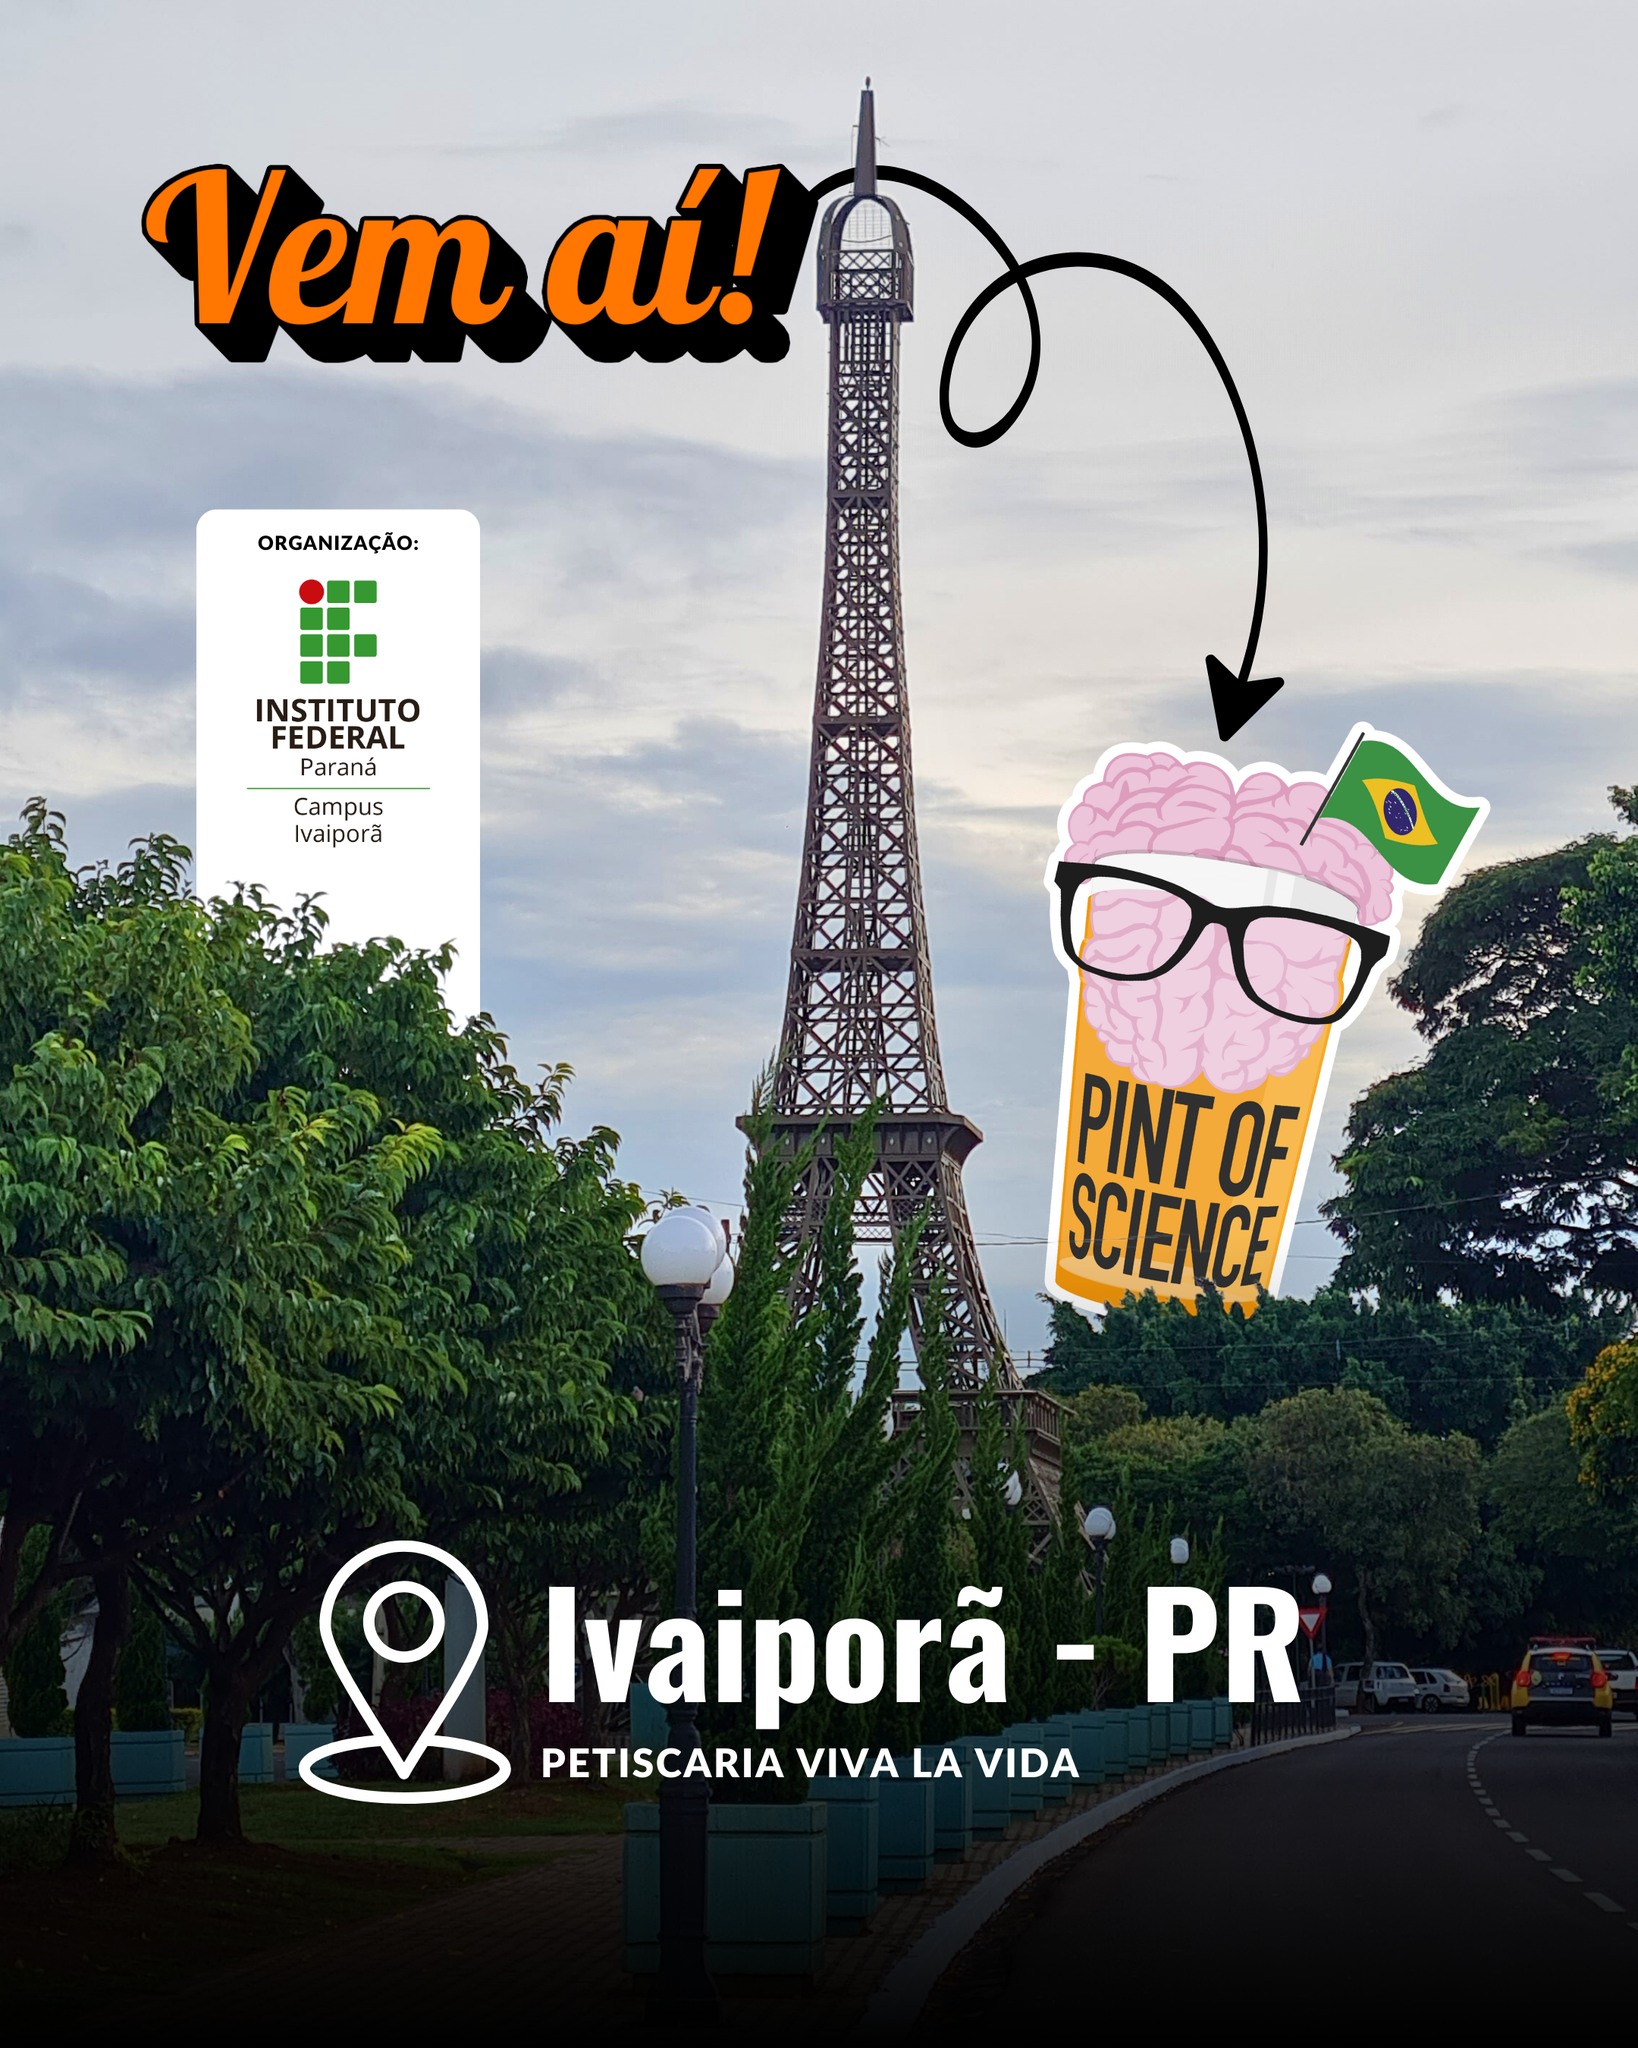 Vem aí!
ORGANIZAÇÃO:
INSTITUTO
FEDERAL
Paraná
Campus
Ivaiporã
PINT OF
SCIENCE
Ivaiporã - PR
PETISCARIA VIVA LA VIDA